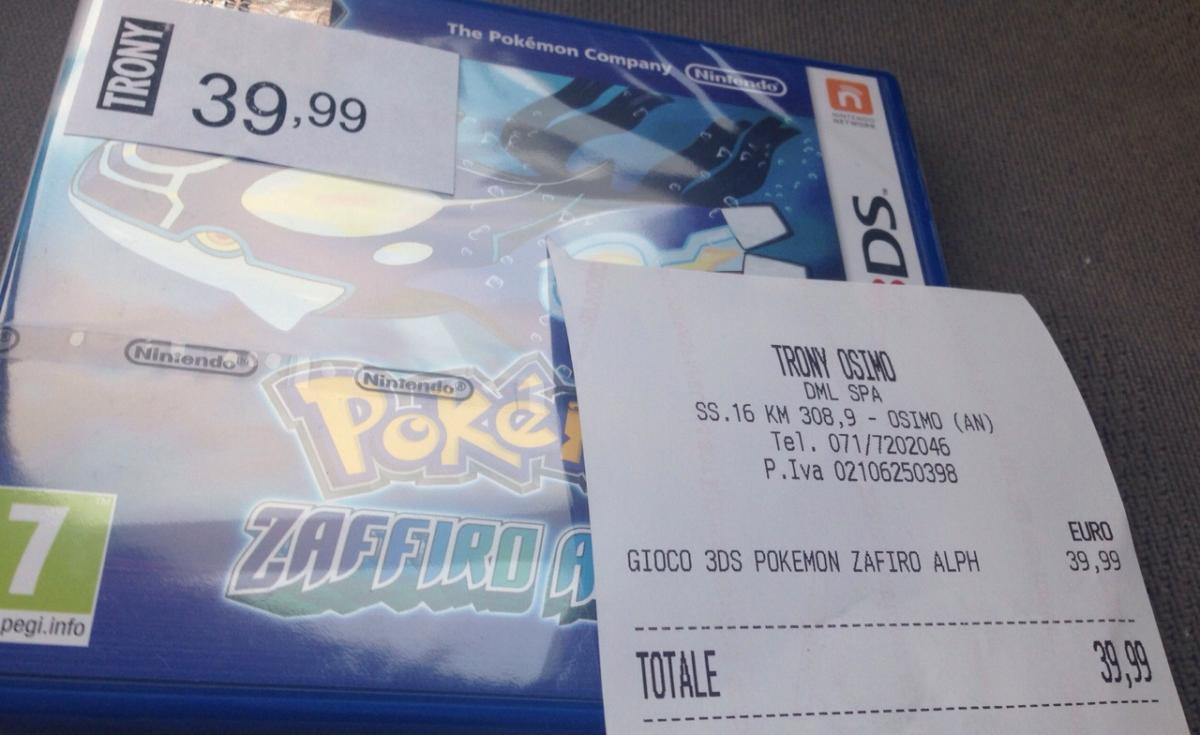 TRONY
39,99
The Pokémon Company
Nintendo
NINTENDO
NETWORK
3DS
Nintendo®
Nintendo®
Poké
ZAFFIRO A
7
pegi.info
TRONY OSIMO
DML SPA
SS.16 KM 308,9 - OSIMO (AN)
Tel. 071/7202046
P.Iva 02106250398
EURO
GIOCO 3DS POKEMON ZAFIRO ALPH 39,99
TOTALE 39,99